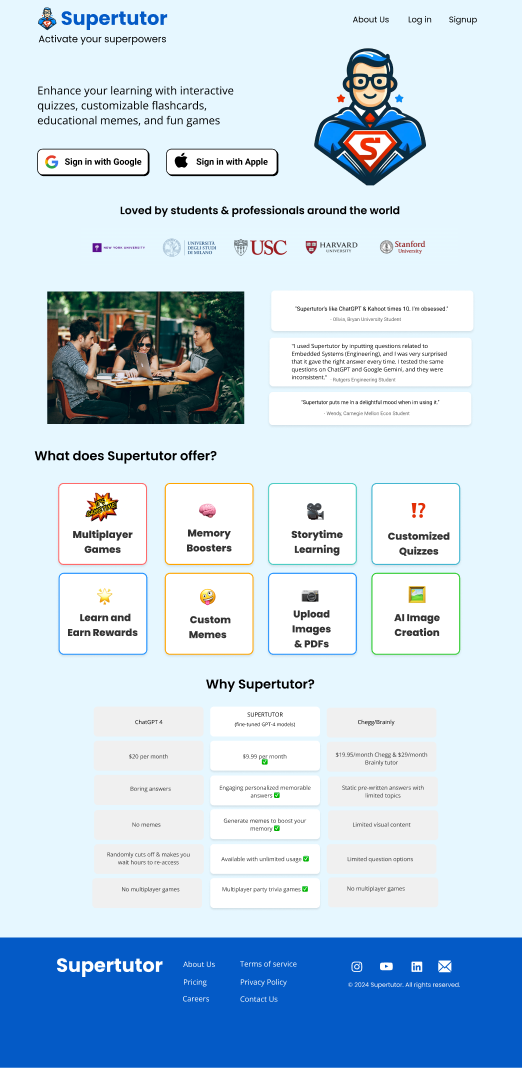 Supertutor
Activate your superpowers
About Us
Log in
Signup
Enhance your learning with interactive
quizzes, customizable flashcards,
educational memes, and fun games
Sign in with Google
Sign in with Apple
S
Loved by students & professionals around the world
NEW YORK UNIVERSITY
UNIVERSITÀ
DEGLI STUDI
DI MILANO
USC
HARVARD
UNIVERSITY
Stanford
University
"Supertutor's like ChatGPT & Kahoot times 10, I'm obsessed."
- Olivia, Bryan University Student
"I used Supertutor by inputting questions related to
Embedded Systems (Engineering), and I was very surprised
that it gave the right answer every time. I tested the same
questions on ChatGPT and Google Gemini, and they were
inconsistent."
- Rutgers Engineering Student
"Supertutor puts me in a delightful mood when im using it."
- Wendy, Carnegie Mellon Econ Student
What does Supertutor offer?
Multiplayer
Games
Memory
Boosters
Storytime
Learning
⁉️
Customized
Quizzes
Learn and
Earn Rewards
Custom
Memes
Upload
Images
& PDFs
AI Image
Creation
Why Supertutor?
ChatGPT 4
SUPERTUTOR
(fine-tuned GPT-4 models)
Chegg/Brainly
$20 per month
$9.99 per month
✅
$19.95/month Chegg & $29/month
Brainly tutor
Boring answers
Engaging personalized memorable
answers ✅
Static pre-written answers with
limited topics
No memes
Generate memes to boost your
memory ✅
Limited visual content
Randomly cuts off & makes you
wait hours to re-access
Available with unlimited usage ✅
Limited question options
No multiplayer games
Multiplayer party trivia games ✅
No multiplayer games
Supertutor
About Us
Pricing
Careers
Terms of service
Privacy Policy
Contact Us
© 2024 Supertutor. All rights reserved.